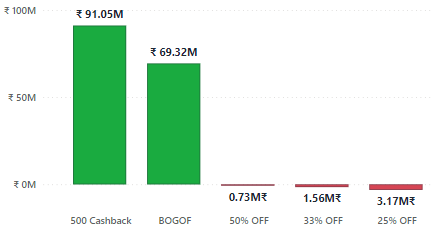 ₹ 100M
₹ 91.05M
₹ 69.32M
₹ 50M
₹ 0M
0.73M₹
1.56M₹
3.17M₹
500 Cashback BOGOF 50% OFF 33% OFF 25% OFF